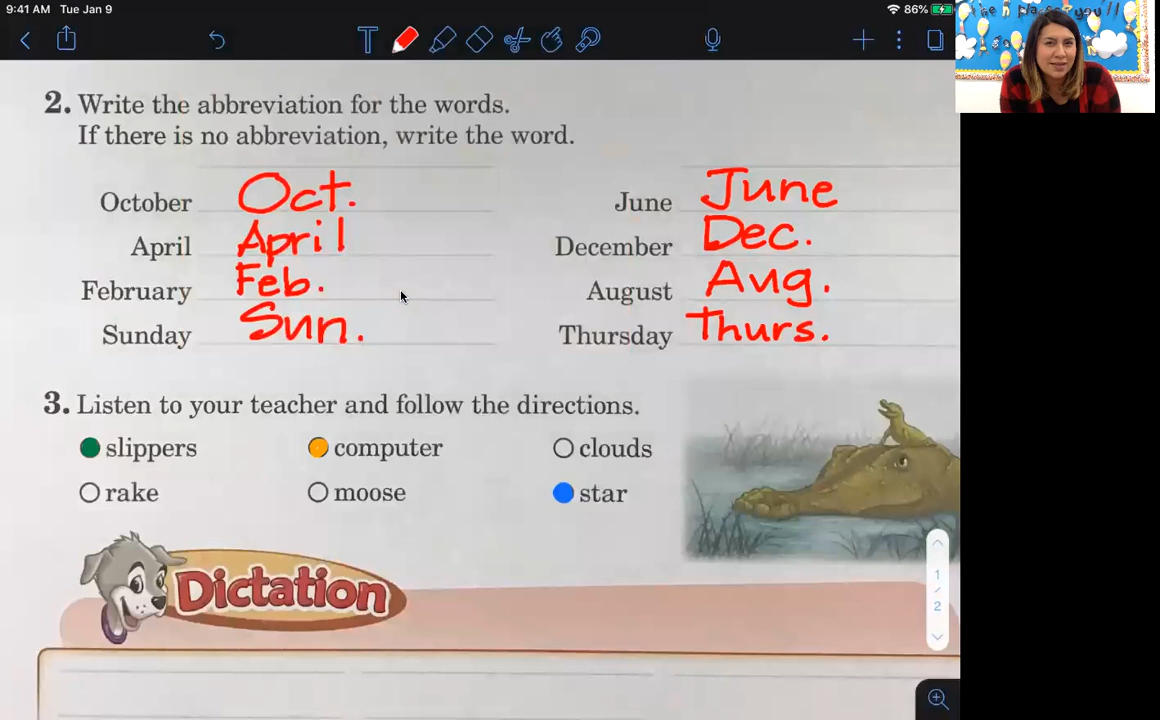 9:41 AM Tue Jan 9
86%
T
2. Write the abbreviation for the words.
If there is no abbreviation, write the word.
October Oct. June June
April April December Dec.
February Feb. August Aug.
Sunday Sun. Thursday Thurs.
3. Listen to your teacher and follow the directions.
slippers computer clouds
rake moose star
Dictation
1
/
2